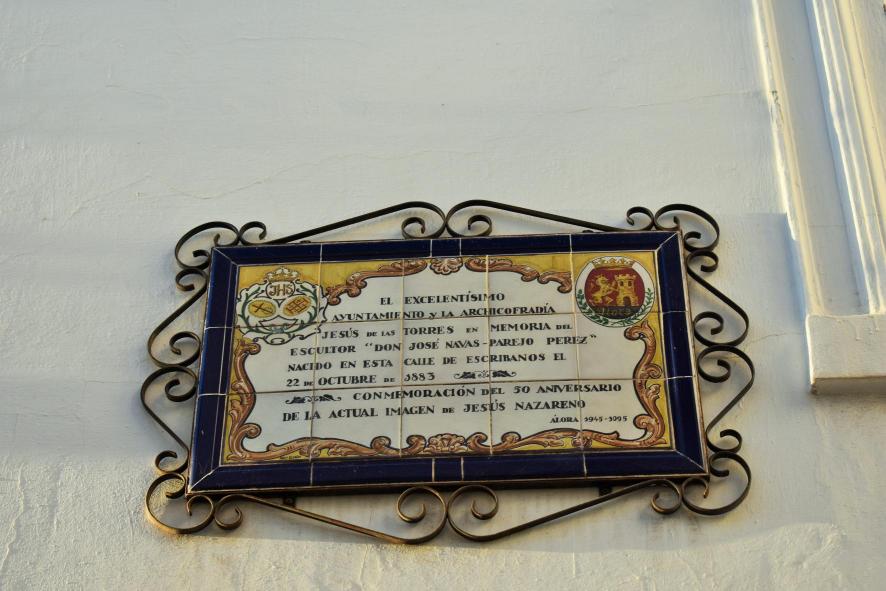 JHS
EL EXCELENTÍSIMO
AYUNTAMIENTO Y LA ARCHICOFRADÍA
JESÚS DE LAS TORRES EN MEMORIA DEL
ESCULTOR "DON JOSÉ NAVAS-PAREJO PEREZ"
NACIDO EN ESTA CALLE DE ESCRIBANOS EL
22 DE OCTUBRE DE 1883
CONMEMORACIÓN DEL 50 ANIVERSARIO
DE LA ACTUAL IMAGEN DE JESÚS NAZARENO
ÁLORA 1945-1995